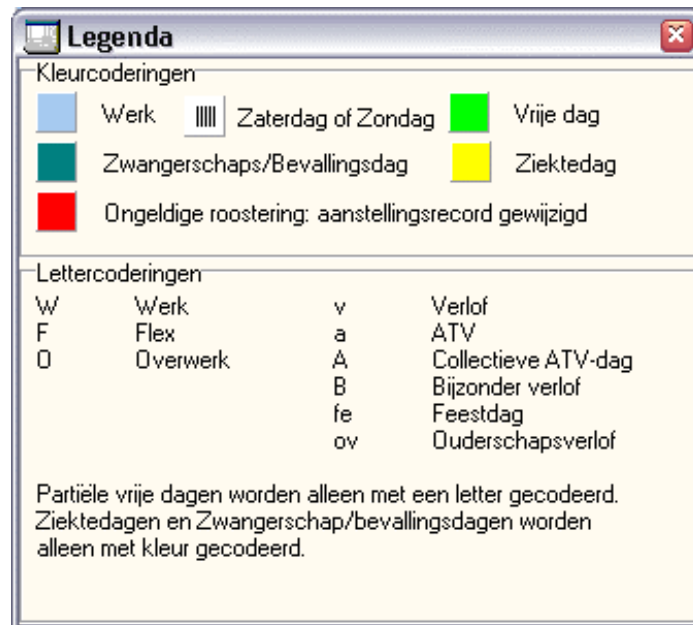 Legenda
Kleurcoderingen
Werk Zaterdag of Zondag Vrije dag
Zwangerschaps/Bevallingsdag Ziektedag
Ongeldige roostering: aanstellingsrecord gewijzigd
Lettercoderingen
W Werk v Verlof
F Flex a ATV
O Overwerk A Collectieve ATV-dag
B Bijzonder verlof
fe Feestdag
ov Ouderschapsverlof
Partiële vrije dagen worden alleen met een letter gecodeerd.
Ziektedagen en Zwangerschap/bevallingsdagen worden
alleen met kleur gecodeerd.